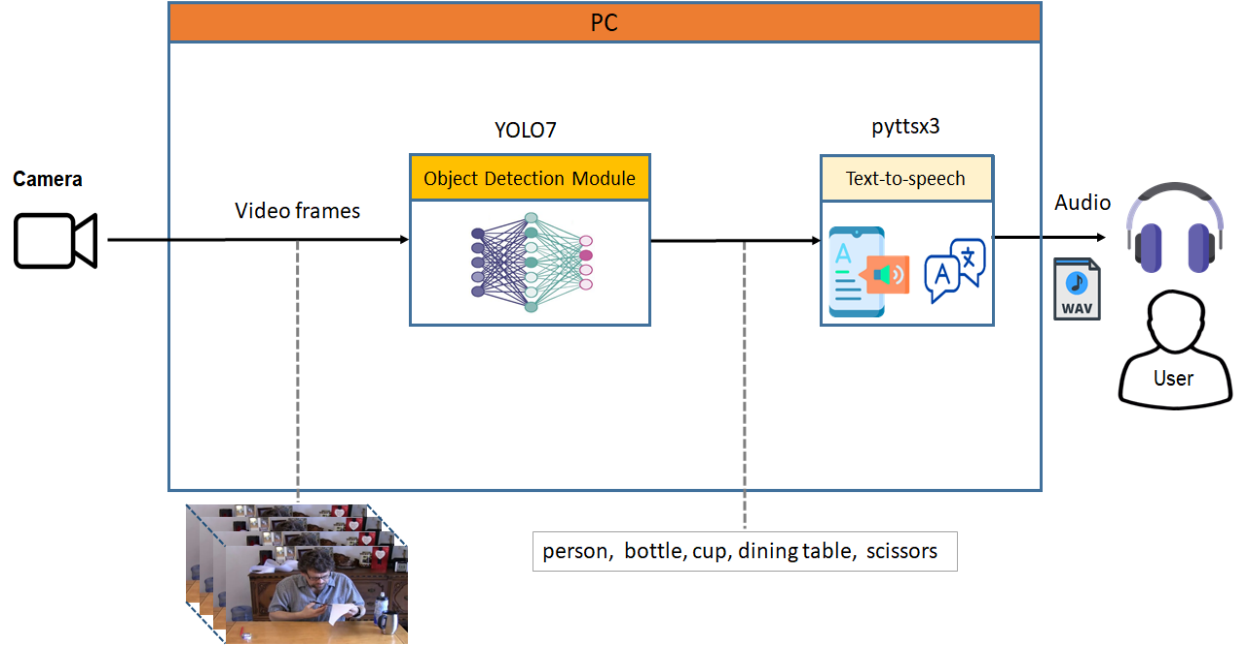 PC
YOLO7
pyttsx3
Object Detection Module
Text-to-speech
Camera
Video frames
Audio
A
A
文
WAV
User
person, bottle, cup, dining table, scissors